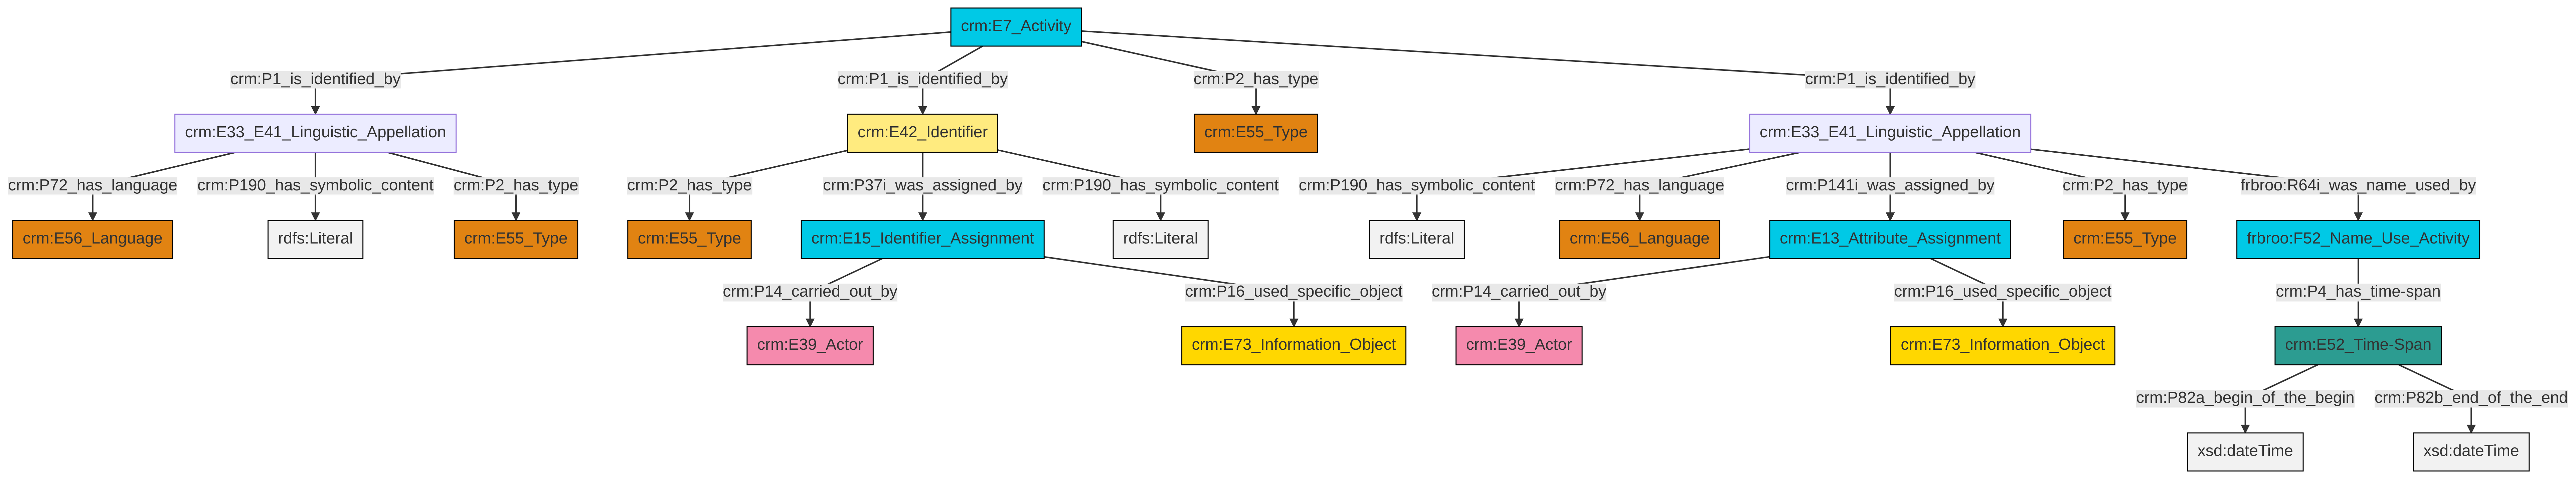 crm:E7_Activity
crm:P1_is_identified_by
crm:P1_is_identified_by
crm:P2_has_type
crm:P1_is_identified_by
crm:E33_E41_Linguistic_Appellation
crm:E42_Identifier
crm:E55_Type
crm:E33_E41_Linguistic_Appellation
crm:P72_has_language
crm:P190_has_symbolic_content
crm:P2_has_type
crm:P2_has_type
crm:P37i_was_assigned_by
crm:P190_has_symbolic_content
crm:P190_has_symbolic_content
crm:P72_has_language
crm:P141i_was_assigned_by
crm:P2_has_type
frbroo:R64i_was_name_used_by
crm:E56_Language
rdfs:Literal
crm:E55_Type
crm:E55_Type
crm:E15_Identifier_Assignment
rdfs:Literal
rdfs:Literal
crm:E56_Language
crm:E13_Attribute_Assignment
crm:E55_Type
frbroo:F52_Name_Use_Activity
crm:P14_carried_out_by
crm:P16_used_specific_object
crm:P14_carried_out_by
crm:P16_used_specific_object
crm:P4_has_time-span
crm:E39_Actor
crm:E73_Information_Object
crm:E39_Actor
crm:E73_Information_Object
crm:E52_Time-Span
crm:P82a_begin_of_the_begin
crm:P82b_end_of_the_end
xsd:dateTime
xsd:dateTime